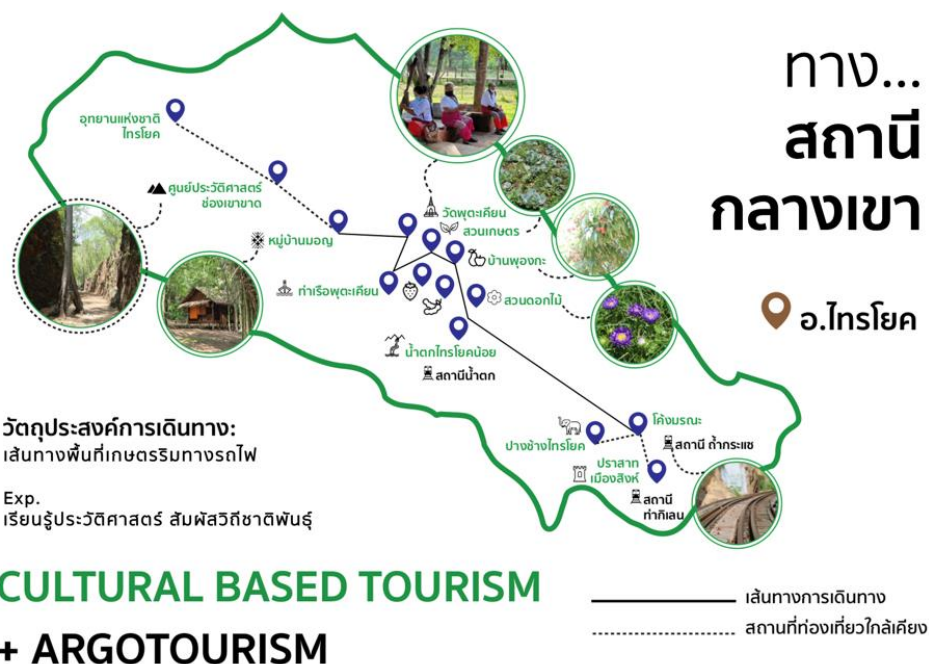 ทาง...
สถานี
กลางเขา
อ.ไทรโยค
อุทยานแห่งชาติ
ไทรโยค
ศูนย์ประวัติศาสตร์
ช่องเขาขาด
หมู่บ้านมอญ
ท่าเรือพุตะเคียน
วัดพุตะเคียน
สวนเกษตร
บ้านพุองกะ
สวนดอกไม้
น้ำตกไทรโยคน้อย
สถานีน้ำตก
โค้งมรณะ
สถานี ถ้ำกระแซ
ปางช้างไทรโยค
ปราสาท
เมืองสิงห์
สถานี
ท่ากิเลน
วัตถุประสงค์การเดินทาง:
เส้นทางพื้นที่เกษตรริมทางรถไฟ
Exp.
เรียนรู้ประวัติศาสตร์ สัมผัสวิถีชาติพันธุ์
CULTURAL BASED TOURISM
+ ARGOTOURISM
เส้นทางการเดินทาง
สถานที่ท่องเที่ยวใกล้เคียง